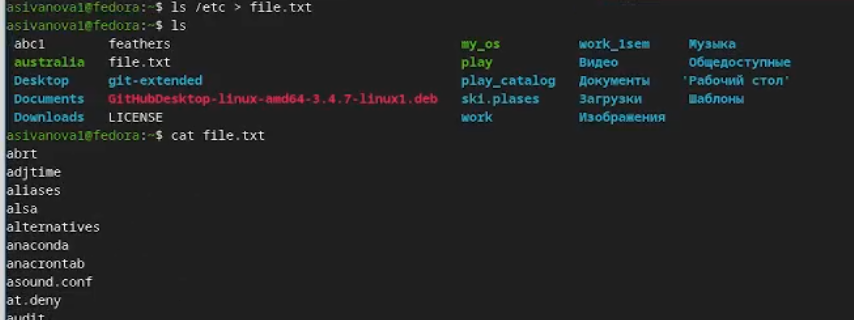 asivanova1@fedora:~$ ls /etc > file.txt
asivanova1@fedora:~$ ls
abc1 feathers my_os work_1sem Музыка
australia file.txt play Видео Общедоступные
Desktop git-extended play_catalog Документы 'Рабочий стол'
Documents GitHubDesktop-linux-amd64-3.4.7-linux1.deb ski.plases Загрузки Шаблоны
Downloads LICENSE work Изображения
asivanova1@fedora:~$ cat file.txt
abrt
adjtime
aliases
alsa
alternatives
anaconda
anacrontab
asound.conf
at.deny
audit